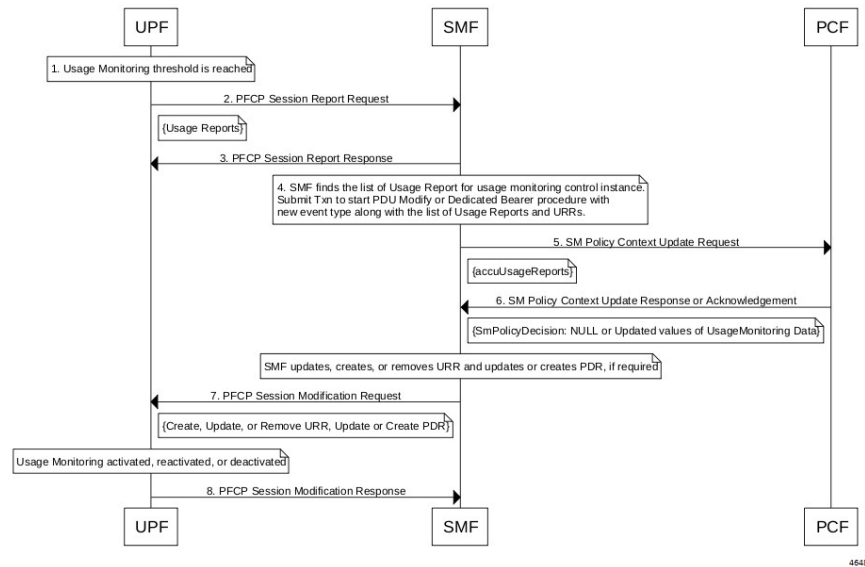 UPF
SMF
PCF
1. Usage Monitoring threshold is reached
2. PFCP Session Report Request
{Usage Reports}
3. PFCP Session Report Response
4. SMF finds the list of Usage Report for usage monitoring control instance.
Submit Txn to start PDU Modify or Dedicated Bearer procedure with
new event type along with the list of Usage Reports and URRs.
5. SM Policy Context Update Request
{accuUsageReports}
6. SM Policy Context Update Response or Acknowledgement
{SmPolicyDecision: NULL or Updated values of UsageMonitoring Data}
SMF updates, creates, or removes URR and updates or creates PDR, if required
7. PFCP Session Modification Request
{Create, Update, or Remove URR, Update or Create PDR}
Usage Monitoring activated, reactivated, or deactivated
8. PFCP Session Modification Response
UPF
SMF
PCF